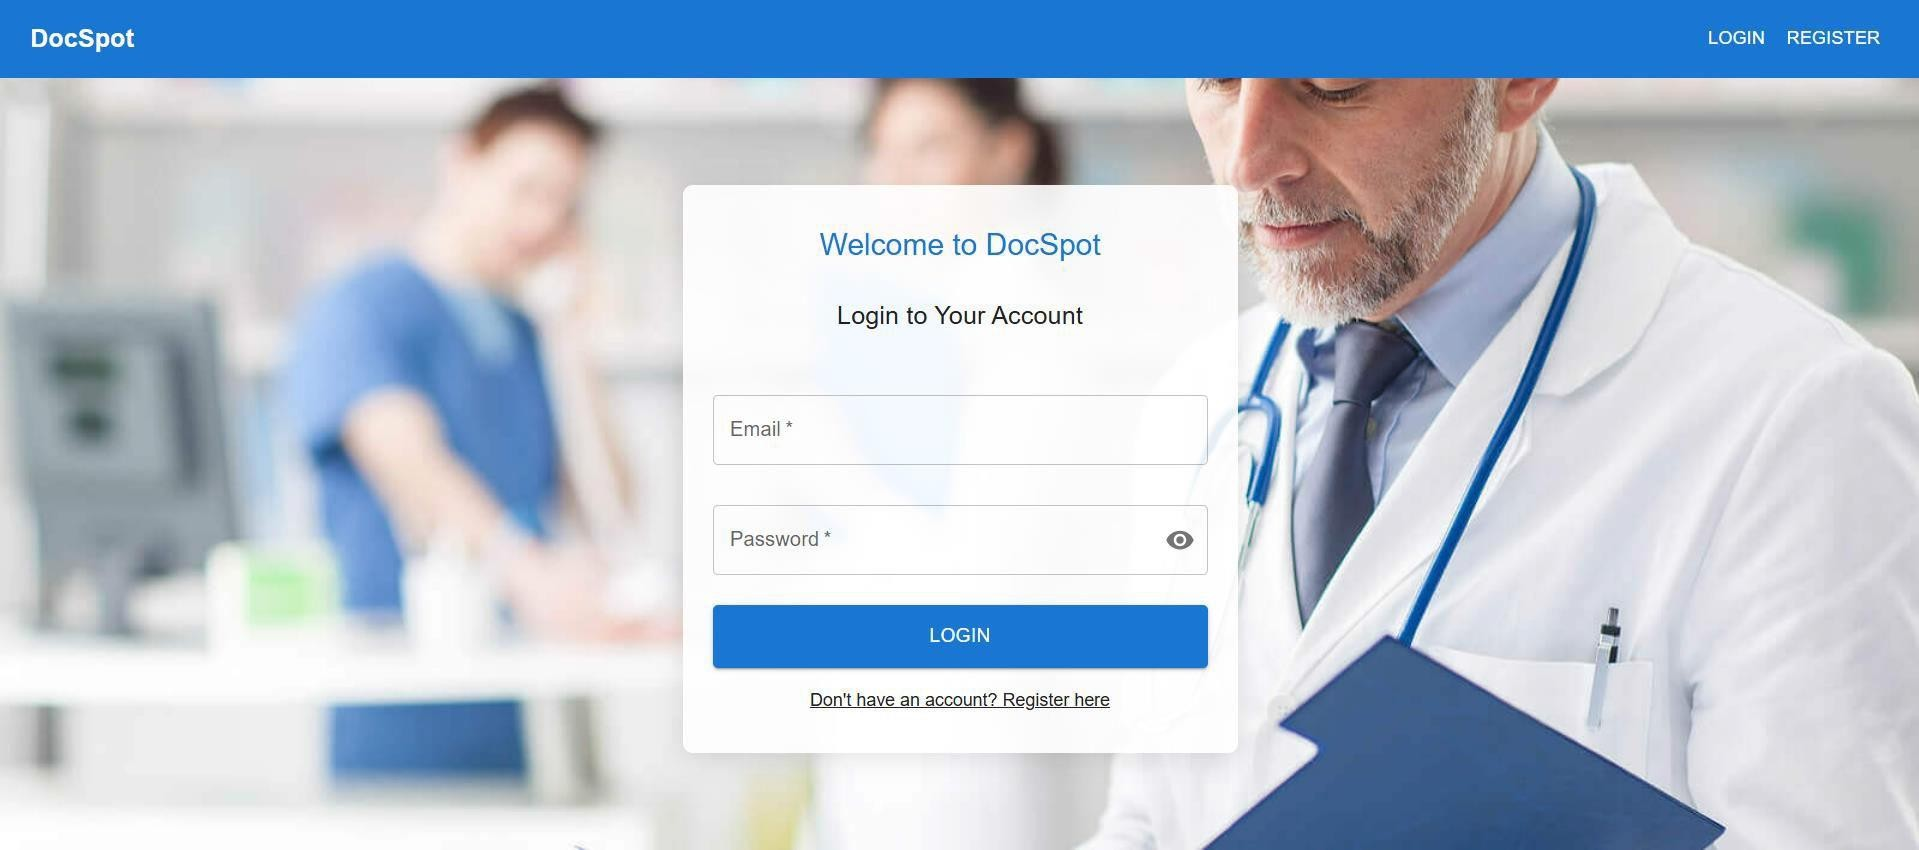 DocSpot
LOGIN REGISTER
Welcome to DocSpot
Login to Your Account
Email *
Password *
LOGIN
Don't have an account? Register here